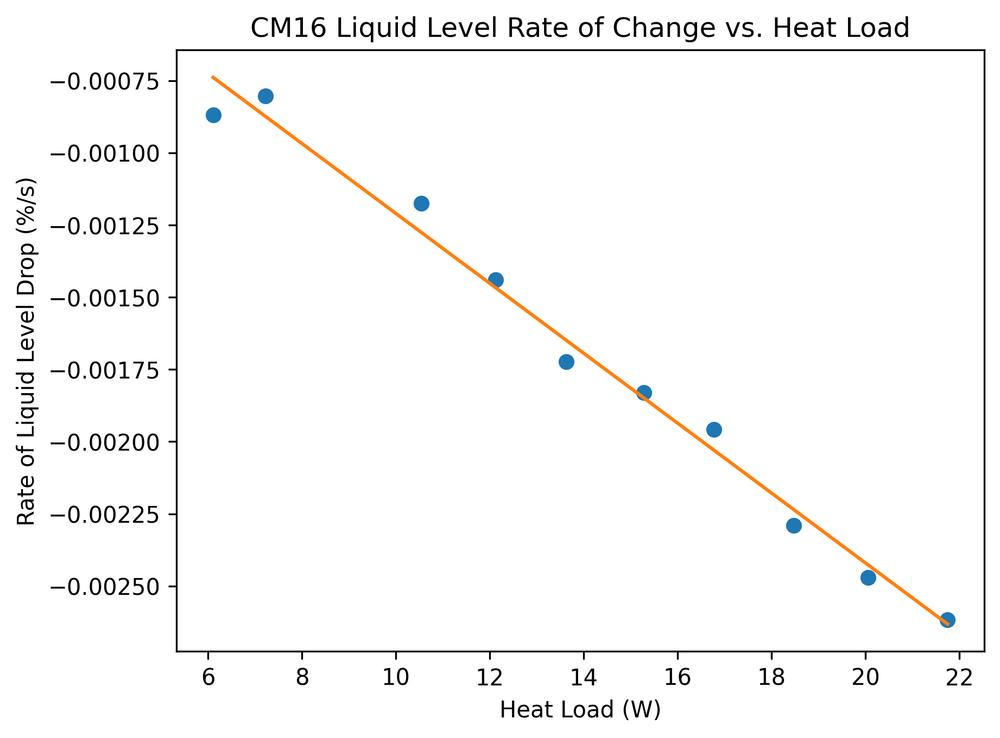 CM16 Liquid Level Rate of Change vs. Heat Load
Rate of Liquid Level Drop (%/s)
−0.00075
−0.00100
−0.00125
−0.00150
−0.00175
−0.00200
−0.00225
−0.00250
6 8 10 12 14 16 18 20 22
Heat Load (W)